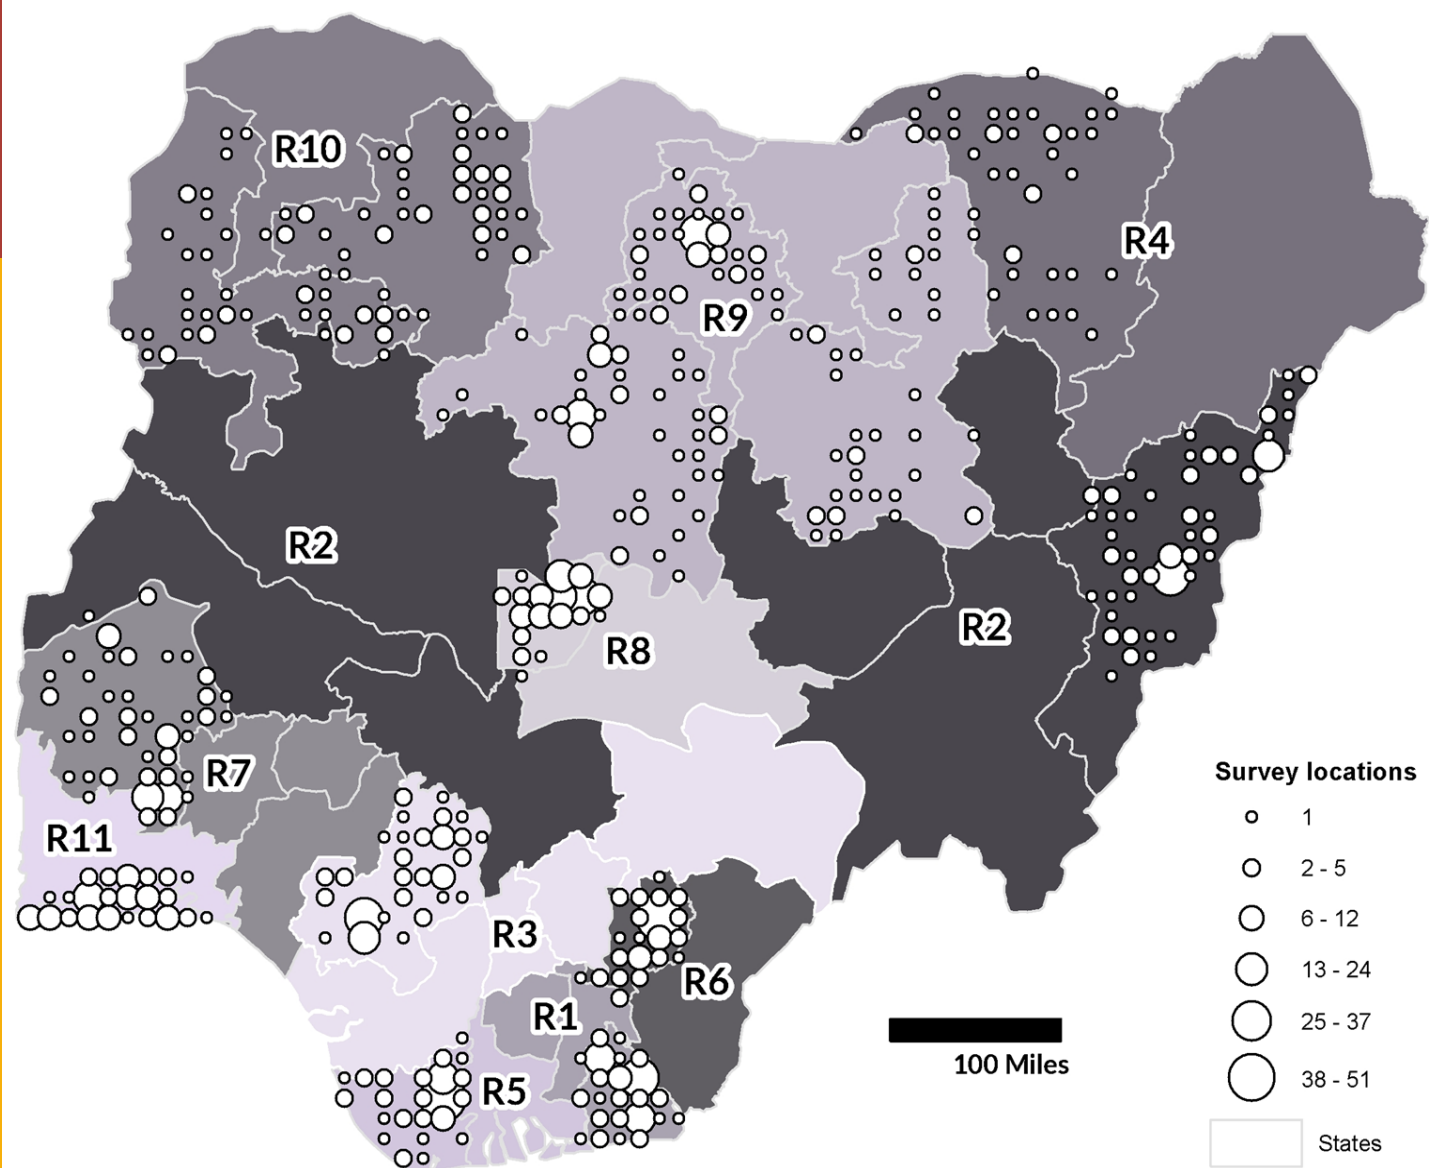 R10
R4
R9
R2
R2
R8
R7
R11
R3
R6
R1
R5
100 Miles
Survey locations
1
2 - 5
6 - 12
13 - 24
25 - 37
38 - 51
States